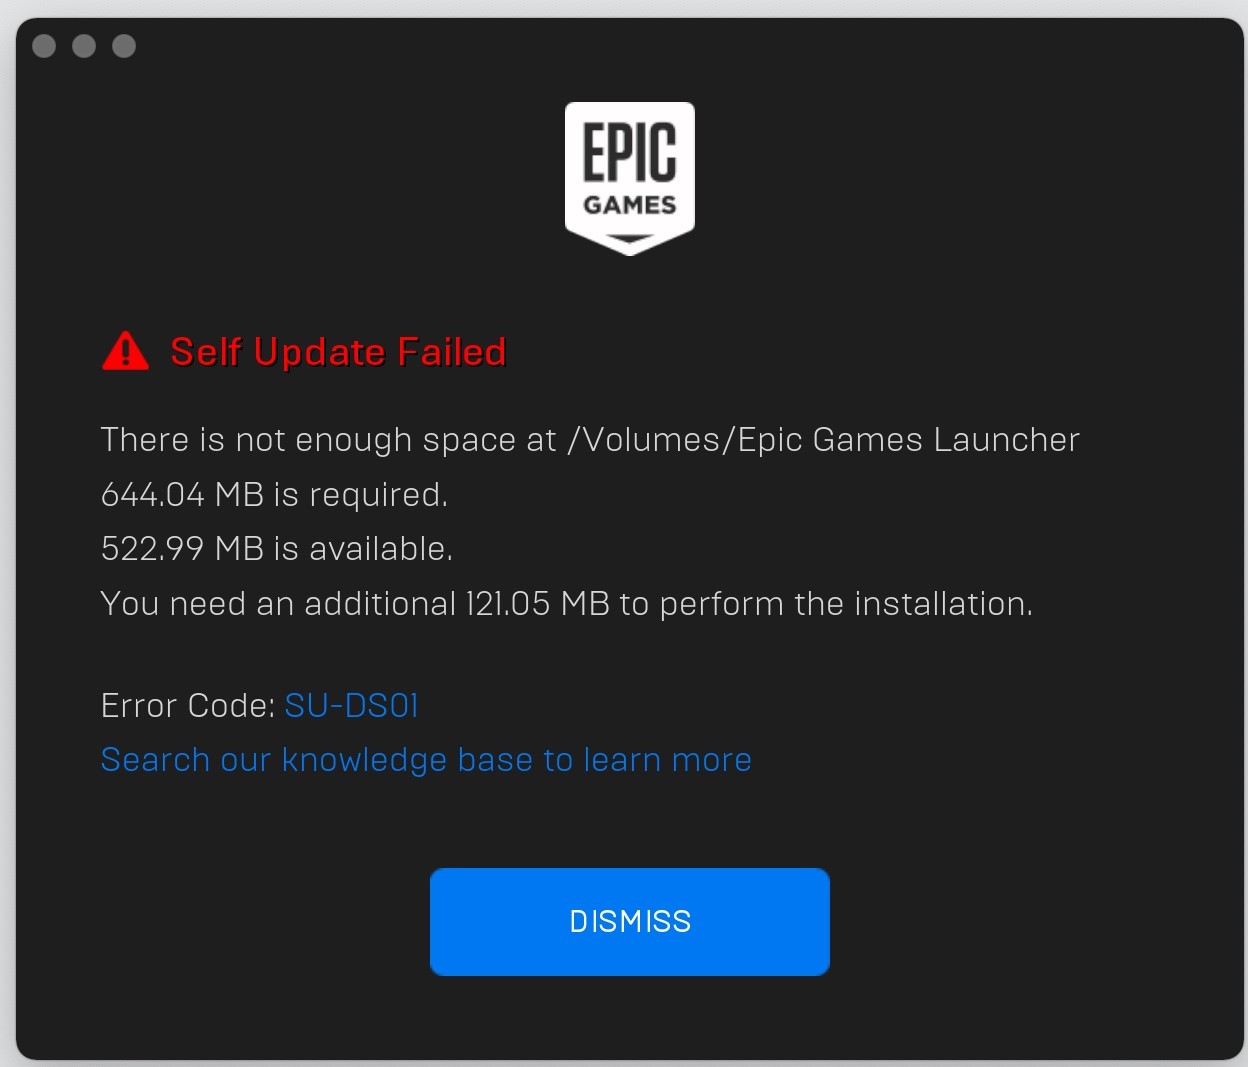 EPIC
GAMES
Self Update Failed
There is not enough space at /Volumes/Epic Games Launcher
644.04 MB is required.
522.99 MB is available.
You need an additional 121.05 MB to perform the installation.
Error Code: SU-DS01
Search our knowledge base to learn more
DISMISS